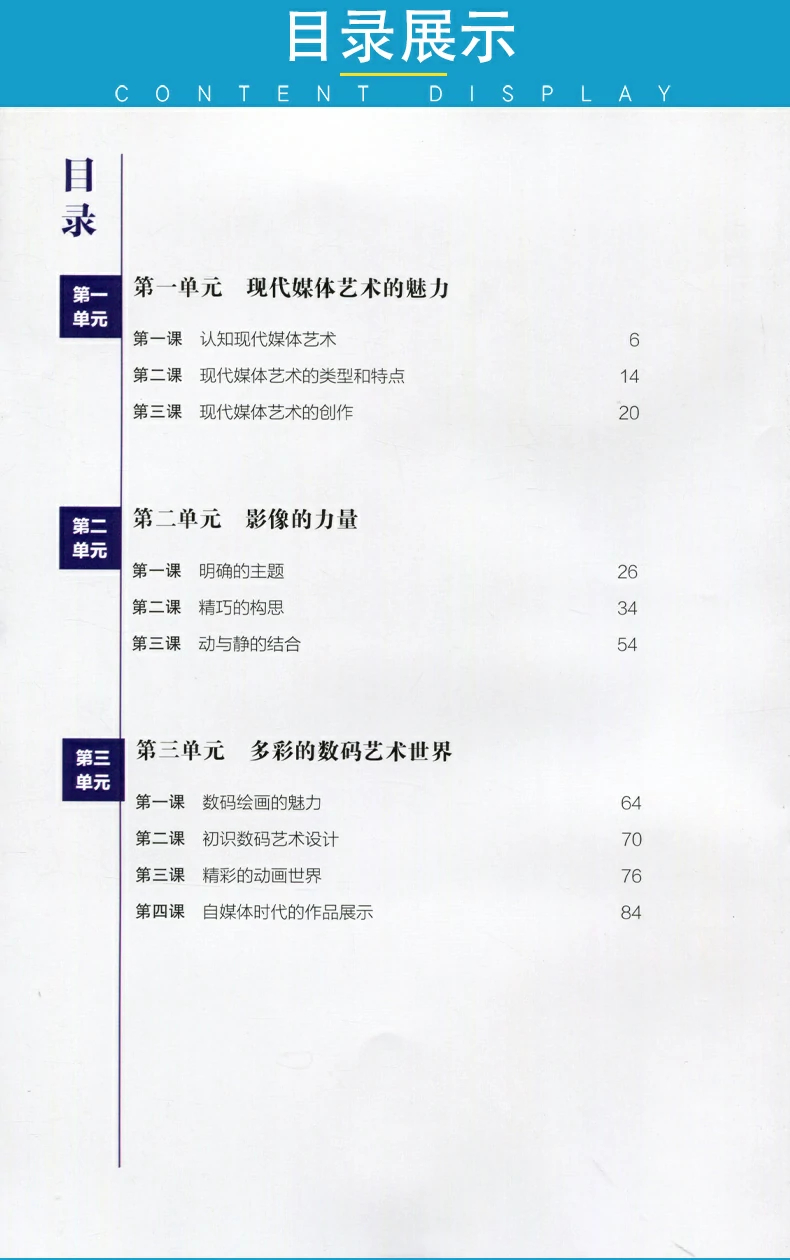 目录展示
CONTENT DISPLAY
目
录
第一
单元
第一单元 现代媒体艺术的魅力
第一课 认知现代媒体艺术 6
第二课 现代媒体艺术的类型和特点 14
第三课 现代媒体艺术的创作 20
第二
单元
第二单元 影像的力量
第一课 明确的主题 26
第二课 精巧的构思 34
第三课 动与静的结合 54
第三
单元
第三单元 多彩的数码艺术世界
第一课 数码绘画的魅力 64
第二课 初识数码艺术设计 70
第三课 精彩的动画世界 76
第四课 自媒体时代的作品展示 84